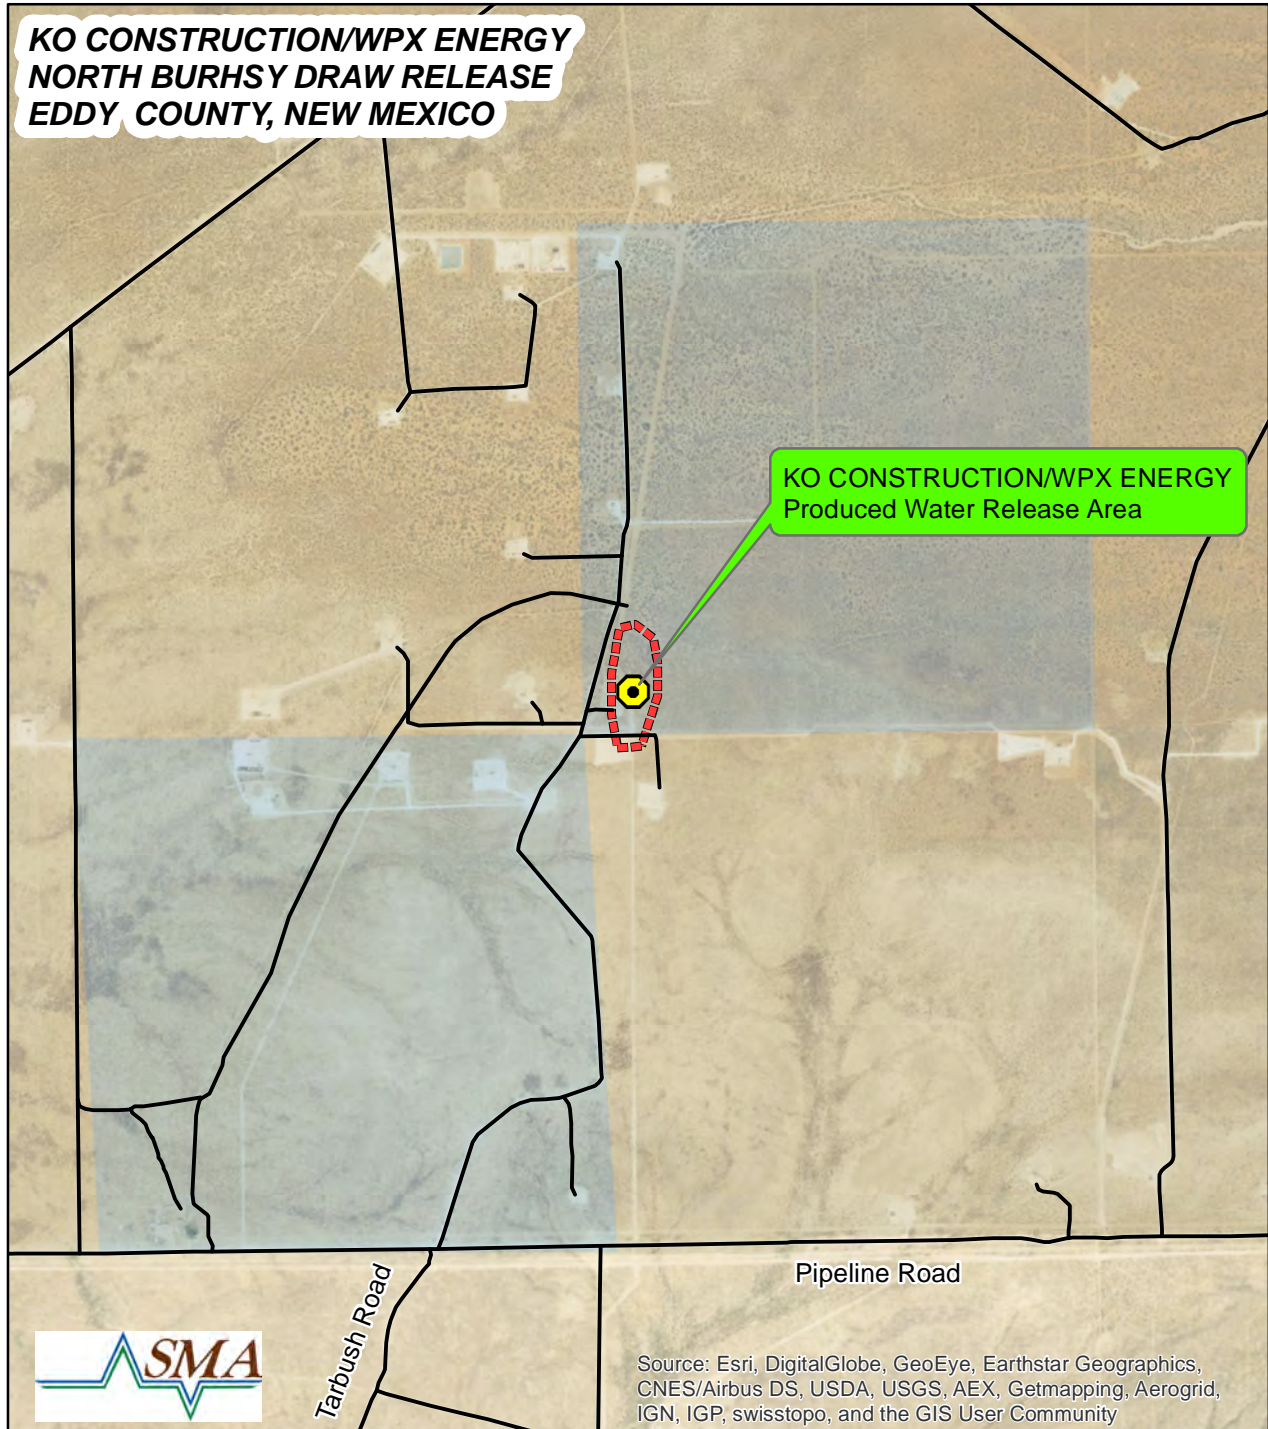 KO CONSTRUCTION/WPX ENERGY
NORTH BURHSY DRAW RELEASE
EDDY COUNTY, NEW MEXICO
KO CONSTRUCTION/WPX ENERGY
Produced Water Release Area
Pipeline Road
Tarbush Road
SMA
Source: Esri, DigitalGlobe, GeoEye, Earthstar Geographics,
CNES/Airbus DS, USDA, USGS, AEX, Getmapping, Aerogrid,
IGN, IGP, swisstopo, and the GIS User Community